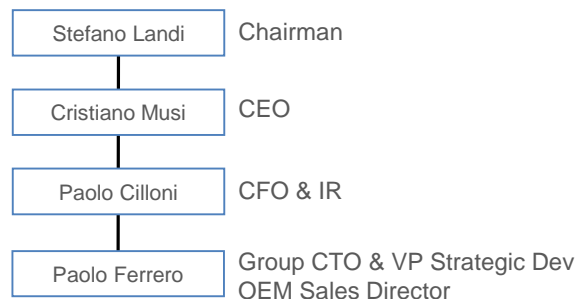 Stefano Landi Chairman
Cristiano Musi CEO
Paolo Cilloni CFO & IR
Paolo Ferrero Group CTO & VP Strategic Dev
OEM Sales Director